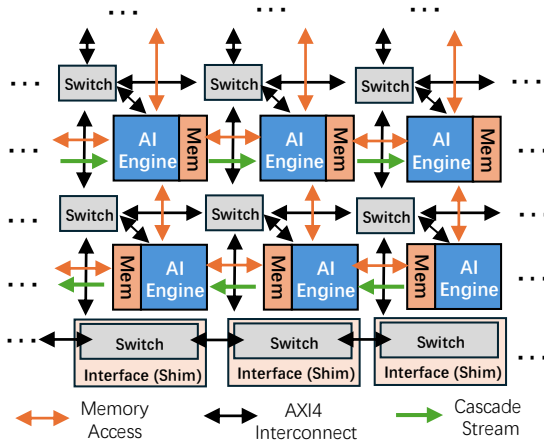 ... ... ...
Switch Switch Switch
... ...
AI Engine Mem AI Engine Mem AI Engine Mem
... ...
Switch Switch Switch
... ...
Mem AI Engine Mem AI Engine Mem AI Engine
... ...
Switch Switch Switch
... ...
Interface (Shim) Interface (Shim) Interface (Shim)
Memory Access
AXI4 Interconnect
Cascade Stream